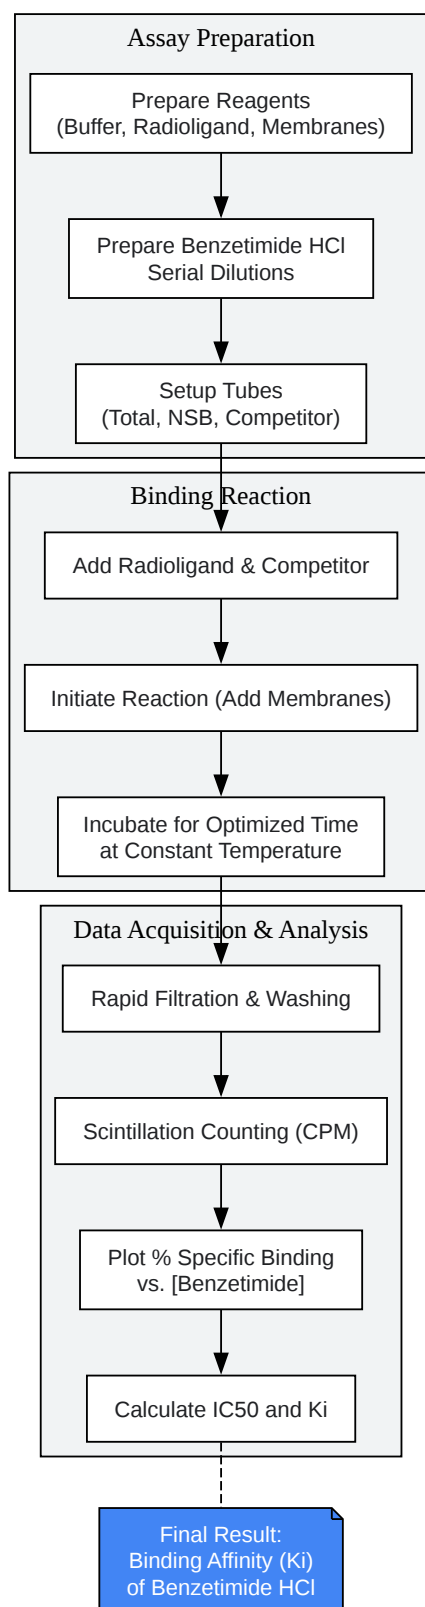 Assay Preparation
Prepare Reagents
(Buffer, Radioligand, Membranes)
Prepare Benzetimide HCl
Serial Dilutions
Setup Tubes
(Total, NSB, Competitor)
Binding Reaction
Add Radioligand & Competitor
Initiate Reaction (Add Membranes)
Incubate for Optimized Time
at Constant Temperature
Data Acquisition & Analysis
Rapid Filtration & Washing
Scintillation Counting (CPM)
Plot % Specific Binding
vs. [Benzetimide]
Calculate IC50 and Ki
Final Result:
Binding Affinity (Ki)
of Benzetimide HCl